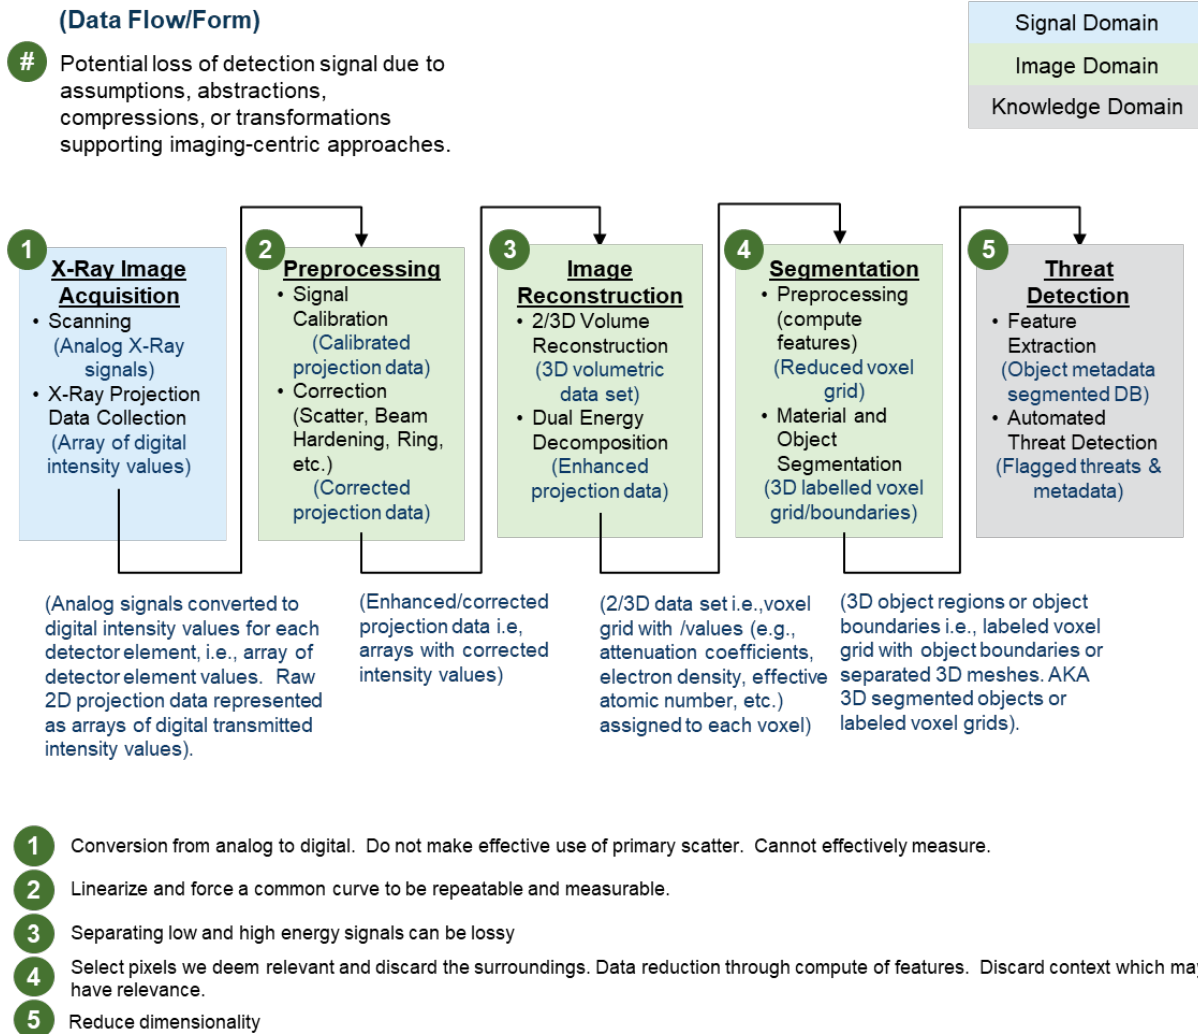 (Data Flow/Form)
#
Potential loss of detection signal due to
assumptions, abstractions,
compressions, or transformations
supporting imaging-centric approaches.
Signal Domain
Image Domain
Knowledge Domain
1
X-Ray Image
Acquisition
• Scanning
(Analog X-Ray
signals)
• X-Ray Projection
Data Collection
(Array of digital
intensity values)
2
Preprocessing
• Signal
Calibration
(Calibrated
projection data)
• Correction
(Scatter, Beam
Hardening, Ring,
etc.)
(Corrected
projection data)
3
Image
Reconstruction
• 2/3D Volume
Reconstruction
(3D volumetric
data set)
• Dual Energy
Decomposition
(Enhanced
projection data)
4
Segmentation
• Preprocessing
(compute
features)
(Reduced voxel
grid)
• Material and
Object
Segmentation
(3D labelled voxel
grid/boundaries)
5
Threat
Detection
• Feature
Extraction
(Object metadata
segmented DB)
• Automated
Threat Detection
(Flagged threats &
metadata)
(Analog signals converted to
digital intensity values for each
detector element, i.e., array of
detector element values.  Raw
2D projection data represented
as arrays of digital transmitted
intensity values).
(Enhanced/corrected
projection data i.e,
arrays with corrected
intensity values)
(2/3D data set i.e.,voxel
grid with /values (e.g.,
attenuation coefficients,
electron density, effective
atomic number, etc.)
assigned to each voxel)
(3D object regions or object
boundaries i.e., labeled voxel
grid with object boundaries or
separated 3D meshes. AKA
3D segmented objects or
labeled voxel grids).
1 Conversion from analog to digital.  Do not make effective use of primary scatter.  Cannot effectively measure.
2 Linearize and force a common curve to be repeatable and measurable.
3 Separating low and high energy signals can be lossy
4 Select pixels we deem relevant and discard the surroundings. Data reduction through compute of features.  Discard context which may
have relevance.
5 Reduce dimensionality